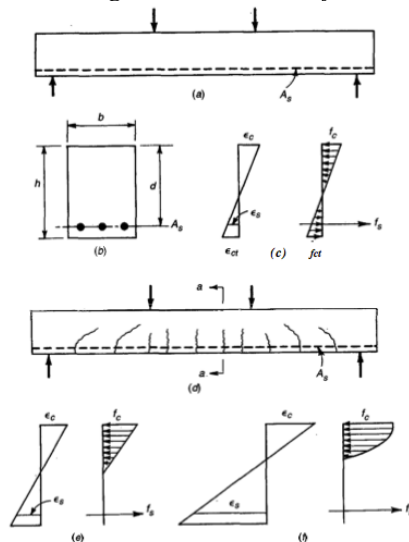 (a)
A_s
b
h
d
A_s
(b)
ϵ_c
ϵ_s
ϵ_ct
f_c
f_s
(c) fct
a
a
A_s
(d)
ϵ_c
f_c
ϵ_s
f_s
(e)
ϵ_c
f_c
ϵ_s
(f)